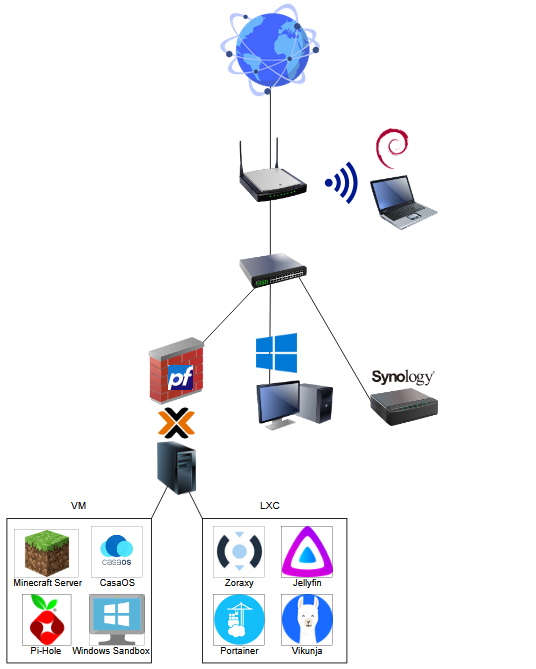 Synology
pf
VM
LXC
Minecraft Server
casaos
CasaOS
Zoraxy
Jellyfin
Pi-Hole
Windows Sandbox
Portainer
Vikunja